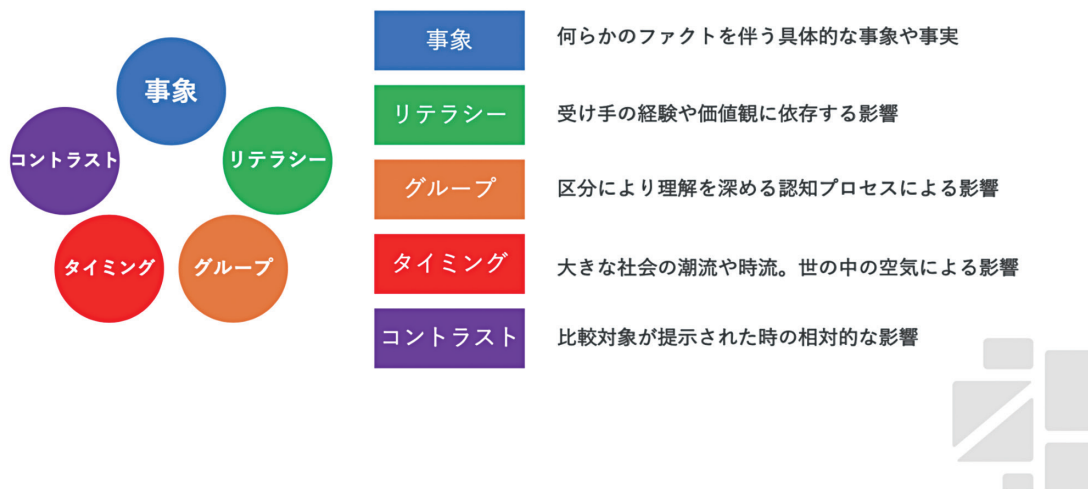 事象
コントラスト
リテラシー
タイミング
グループ
事象
何らかのファクトを伴う具体的な事象や事実
リテラシー
受け手の経験や価値観に依存する影響
グループ
区分により理解を深める認知プロセスによる影響
タイミング
大きな社会の潮流や時流。世の中の空気による影響
コントラスト
比較対象が提示された時の相対的な影響